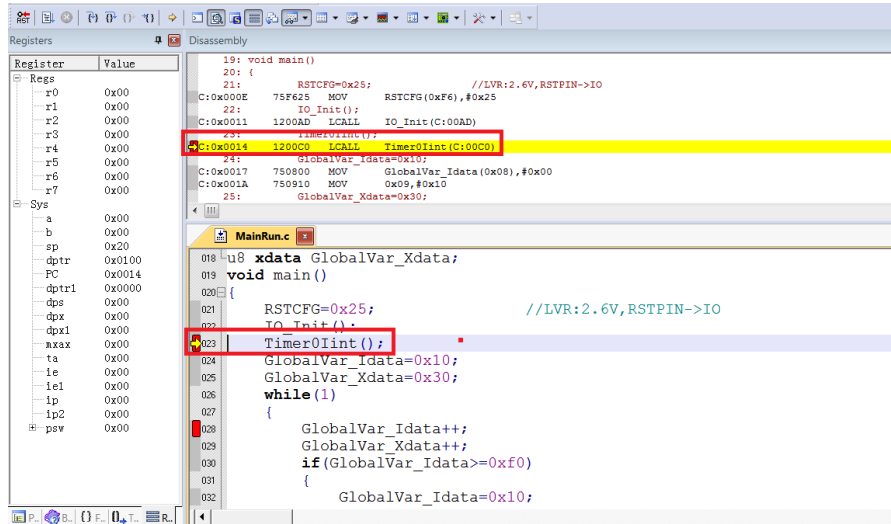 RST
Registers
Register Value
Regs
r0 0x00
r1 0x00
r2 0x00
r3 0x00
r4 0x00
r5 0x00
r6 0x00
r7 0x00
Sys
a 0x00
b 0x00
sp 0x20
dptr 0x0100
PC 0x0014
dptr1 0x0000
dps 0x00
dpx 0x00
dpx1 0x00
mxax 0x00
ta 0x00
ie 0x00
ie1 0x00
ip 0x00
ip2 0x00
psw 0x00
P... B... {} F... T... R...
Disassembly
19: void main()
20: {
21: RSTCFG=0x25; //LVR:2.6V,RSTPIN->IO
C:0x000E 75F625 MOV RSTCFG(0xF6),#0x25
22: IO_Init();
C:0x0011 1200AD LCALL IO_Init(C:00AD)
23: Timer0Iint();
C:0x0014 1200C0 LCALL Timer0Iint(C:00C0)
24: GlobalVar_Idata=0x10;
C:0x0017 750800 MOV GlobalVar_Idata(0x08),#0x00
C:0x001A 750910 MOV 0x09,#0x10
25: GlobalVar_Xdata=0x30;
MainRun.c
018 u8 xdata GlobalVar_Xdata;
019 void main()
020 {
021 RSTCFG=0x25; //LVR:2.6V,RSTPIN->IO
022 IO_Init();
023 Timer0Iint();
024 GlobalVar_Idata=0x10;
025 GlobalVar_Xdata=0x30;
026 while(1)
027 {
028 GlobalVar_Idata++;
029 GlobalVar_Xdata++;
030 if(GlobalVar_Idata>=0xf0)
031 {
032 GlobalVar_Idata=0x10;